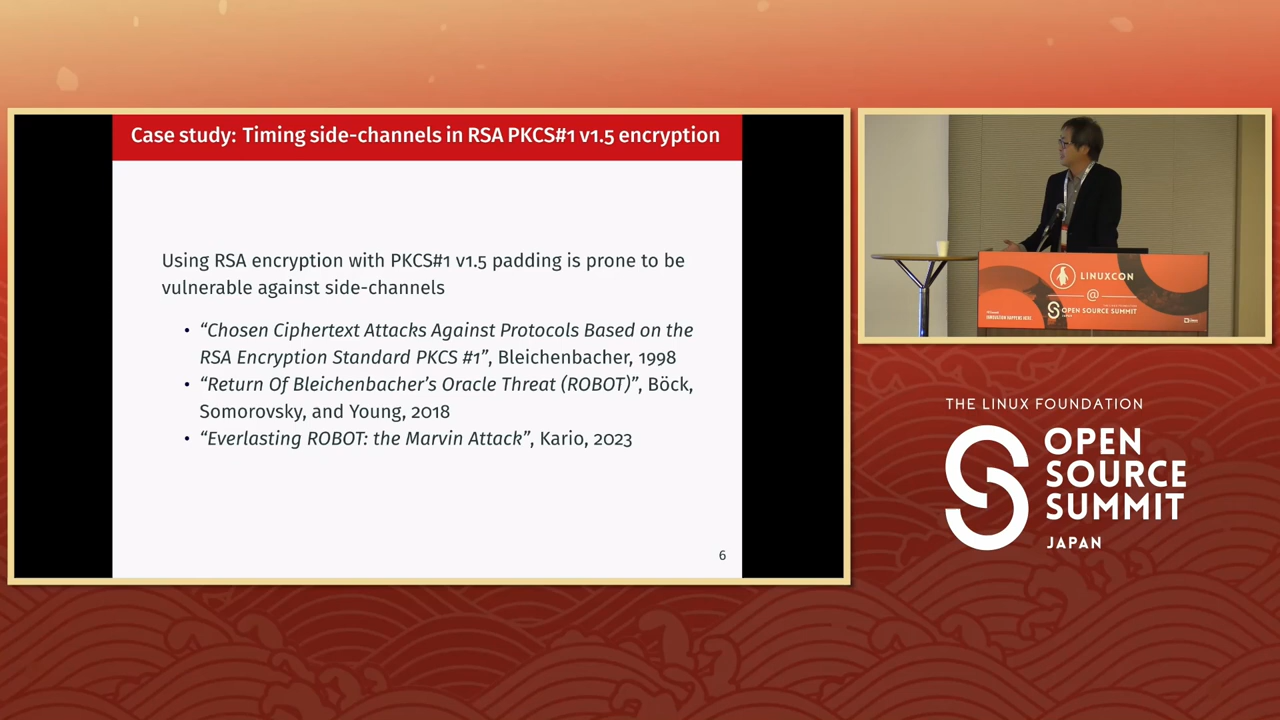 Case study: Timing side-channels in RSA PKCS#1 v1.5 encryption
Using RSA encryption with PKCS#1 v1.5 padding is prone to be
vulnerable against side-channels
• “Chosen Ciphertext Attacks Against Protocols Based on the
RSA Encryption Standard PKCS #1”, Bleichenbacher, 1998
• “Return Of Bleichenbacher’s Oracle Threat (ROBOT)”, Böck,
Somorovsky, and Young, 2018
• “Everlasting ROBOT: the Marvin Attack”, Kario, 2023
6
LINUXCON
@
OPEN SOURCE SUMMIT
THE LINUX FOUNDATION
OPEN
SOURCE
SUMMIT
JAPAN